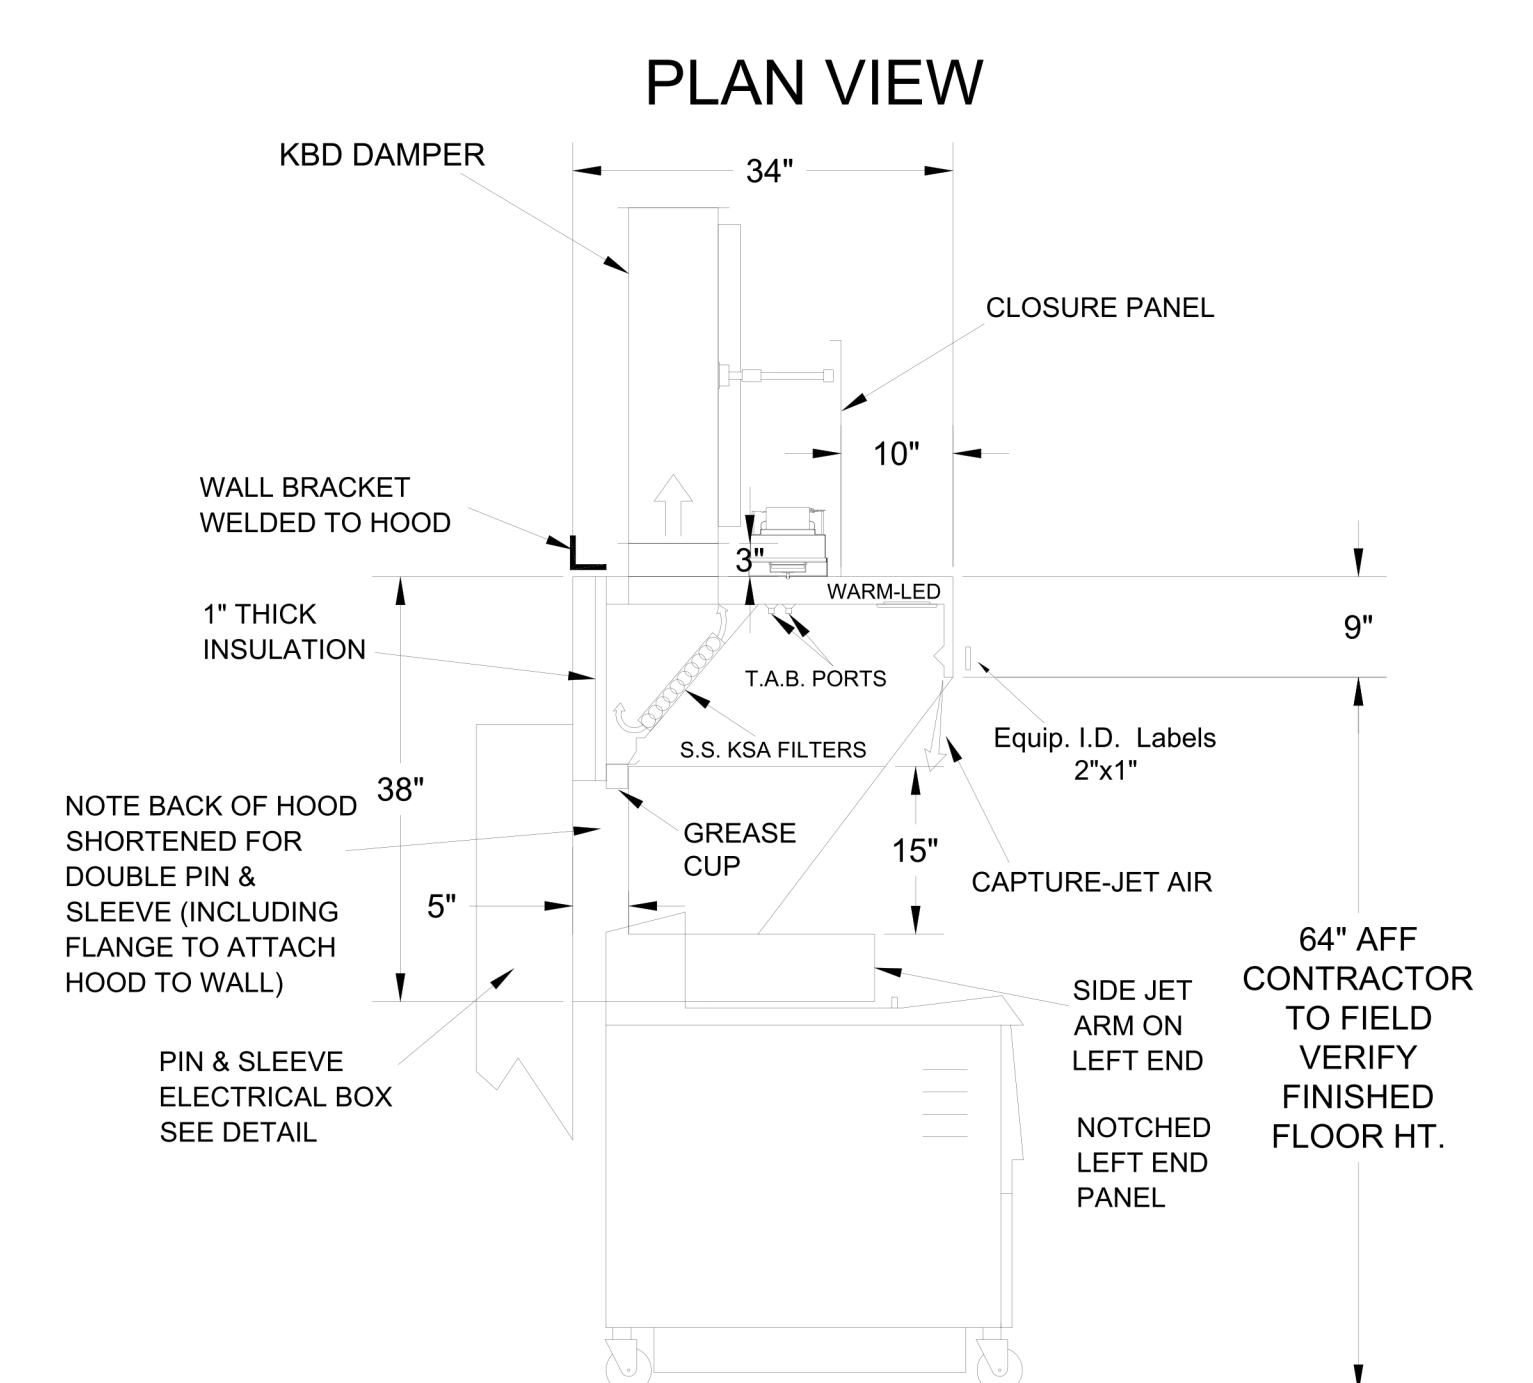 PLAN VIEW
KBD DAMPER
34"
CLOSURE PANEL
10"
WALL BRACKET
WELDED TO HOOD
3"
WARM-LED
1" THICK
INSULATION
9"
T.A.B. PORTS
S.S. KSA FILTERS
Equip. I.D. Labels
2"x1"
38"
NOTE BACK OF HOOD
SHORTENED FOR
DOUBLE PIN &
SLEEVE (INCLUDING
FLANGE TO ATTACH
HOOD TO WALL)
GREASE
CUP
15"
CAPTURE-JET AIR
5"
64" AFF
CONTRACTOR
TO FIELD
VERIFY
FINISHED
FLOOR HT.
SIDE JET
ARM ON
LEFT END
PIN & SLEEVE
ELECTRICAL BOX
SEE DETAIL
NOTCHED
LEFT END
PANEL